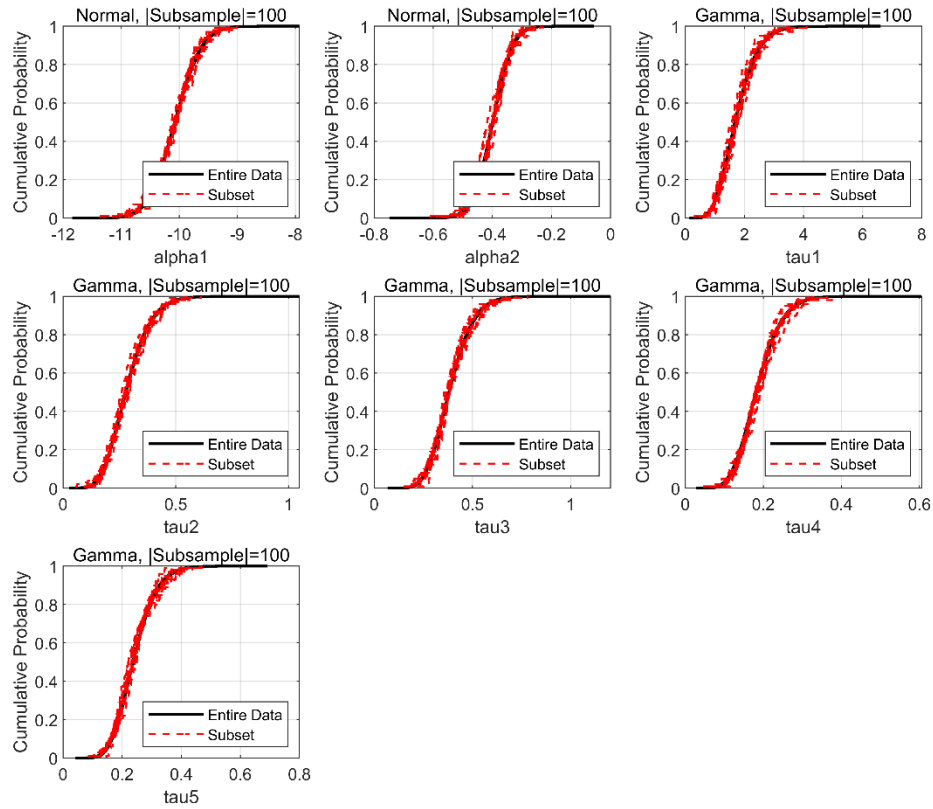 Normal, |Subsample|=100
Cumulative Probability
1
0.8
0.6
0.4
0.2
0
Entire Data
Subset
-12
-11
-10
-9
-8
alpha1
Normal, |Subsample|=100
Cumulative Probability
1
0.8
0.6
0.4
0.2
0
Entire Data
Subset
-0.8
-0.6
-0.4
-0.2
0
alpha2
Gamma, |Subsample|=100
Cumulative Probability
1
0.8
0.6
0.4
0.2
0
Entire Data
Subset
0
2
4
6
8
tau1
Gamma, |Subsample|=100
Cumulative Probability
1
0.8
0.6
0.4
0.2
0
Entire Data
Subset
0
0.5
1
tau2
Gamma, |Subsample|=100
Cumulative Probability
1
0.8
0.6
0.4
0.2
0
Entire Data
Subset
0
0.5
1
tau3
Gamma, |Subsample|=100
Cumulative Probability
1
0.8
0.6
0.4
0.2
0
Entire Data
Subset
0
0.2
0.4
0.6
tau4
Gamma, |Subsample|=100
Cumulative Probability
1
0.8
0.6
0.4
0.2
0
Entire Data
Subset
0
0.2
0.4
0.6
0.8
tau5